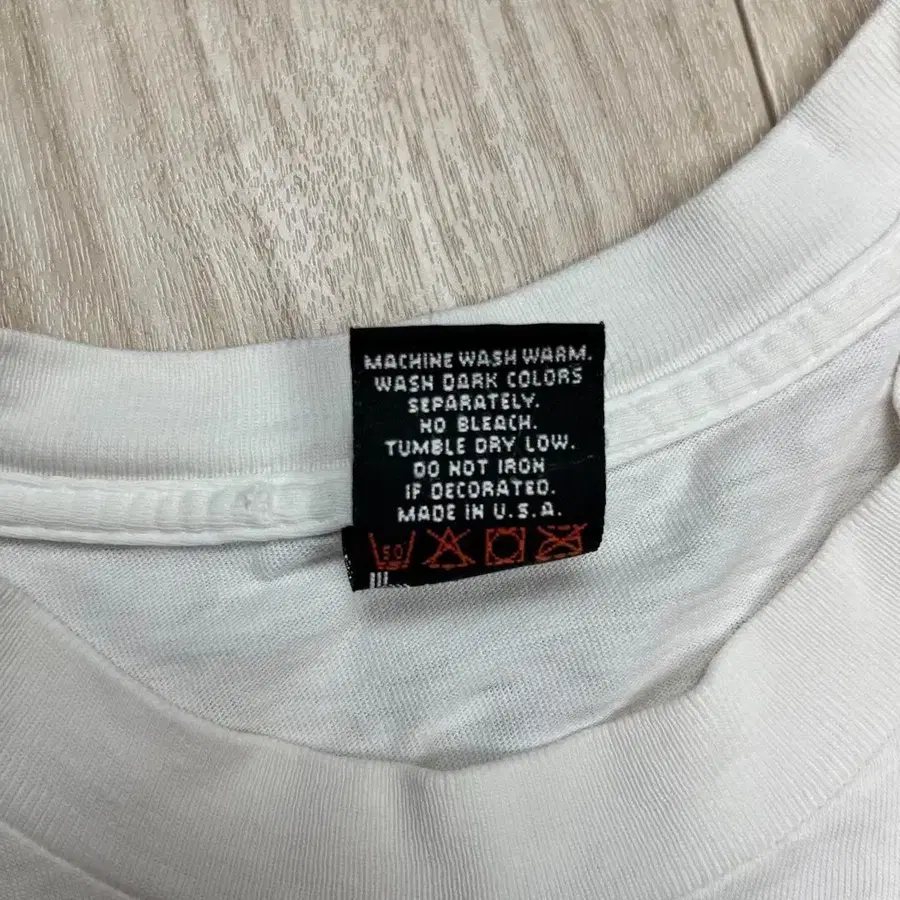 MACHINE WASH WARM.
WASH DARK COLORS
SEPARATELY.
NO BLEACH.
TUMBLE DRY LOW.
DO NOT IRON
IF DECORATED.
MADE IN U.S.A.
50